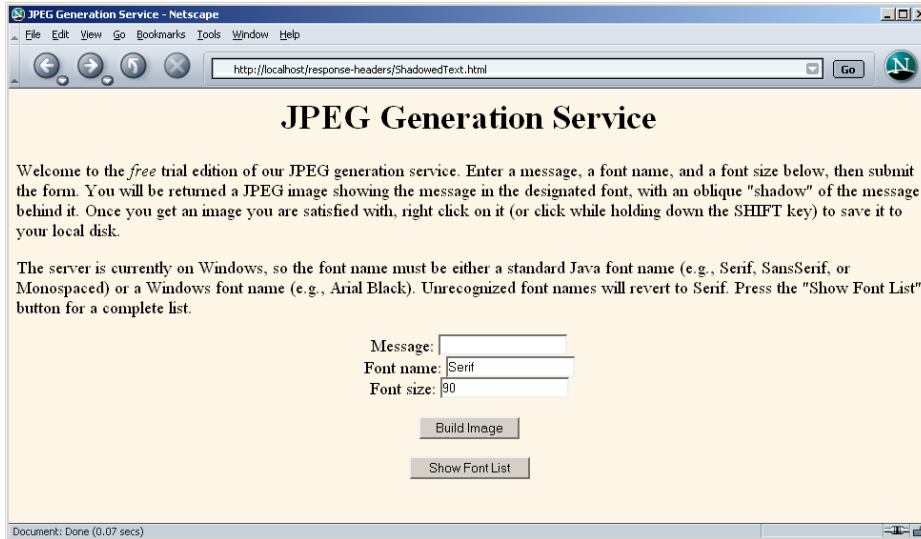 JPEG Generation Service - Netscape
File Edit View Go Bookmarks Tools Window Help
http://localhost/response-headers/ShadowedText.html Go N
JPEG Generation Service
Welcome to the free trial edition of our JPEG generation service. Enter a message, a font name, and a font size below, then submit
the form. You will be returned a JPEG image showing the message in the designated font, with an oblique "shadow" of the message
behind it. Once you get an image you are satisfied with, right click on it (or click while holding down the SHIFT key) to save it to
your local disk.
The server is currently on Windows, so the font name must be either a standard Java font name (e.g., Serif, SansSerif, or
Monospaced) or a Windows font name (e.g., Arial Black). Unrecognized font names will revert to Serif. Press the "Show Font List"
button for a complete list.
Message:
Font name: Serif
Font size: 90
Build Image
Show Font List
Document: Done (0.07 secs)